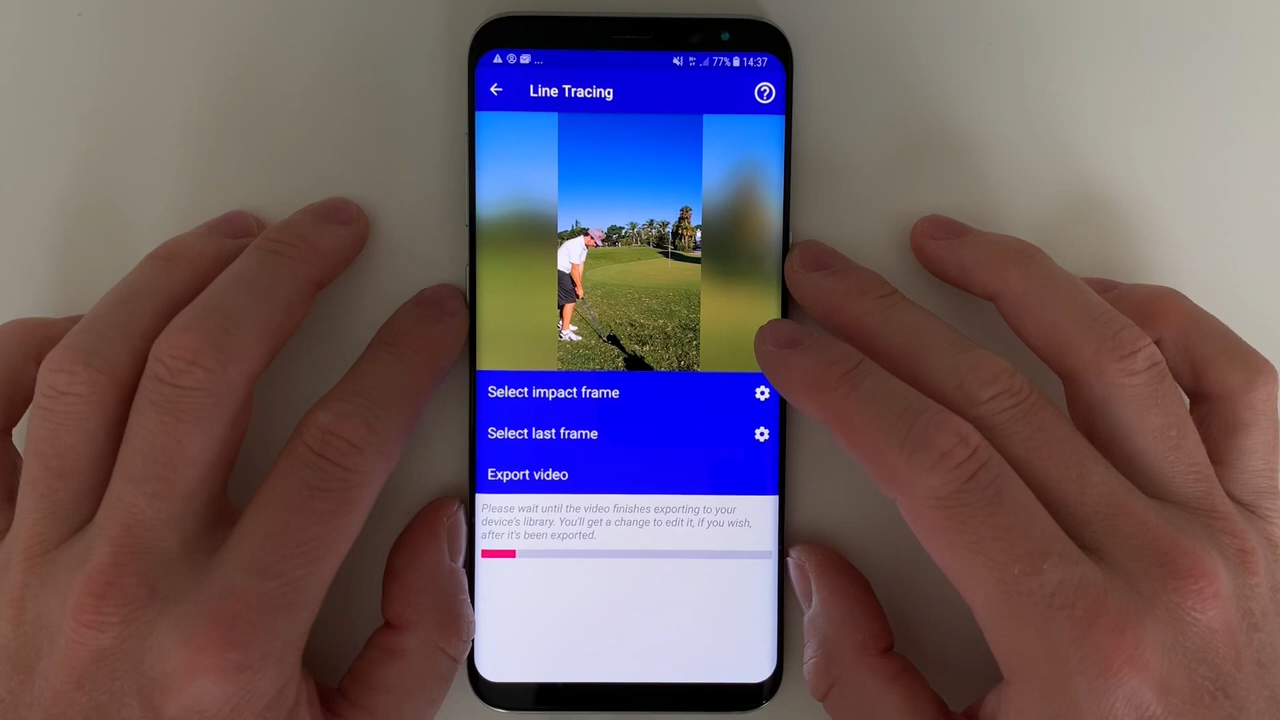 ... 77% 14:37
Line Tracing
Select impact frame
Select last frame
Export video
Please wait until the video finishes exporting to your
device's library. You'll get a change to edit it, if you wish,
after it's been exported.